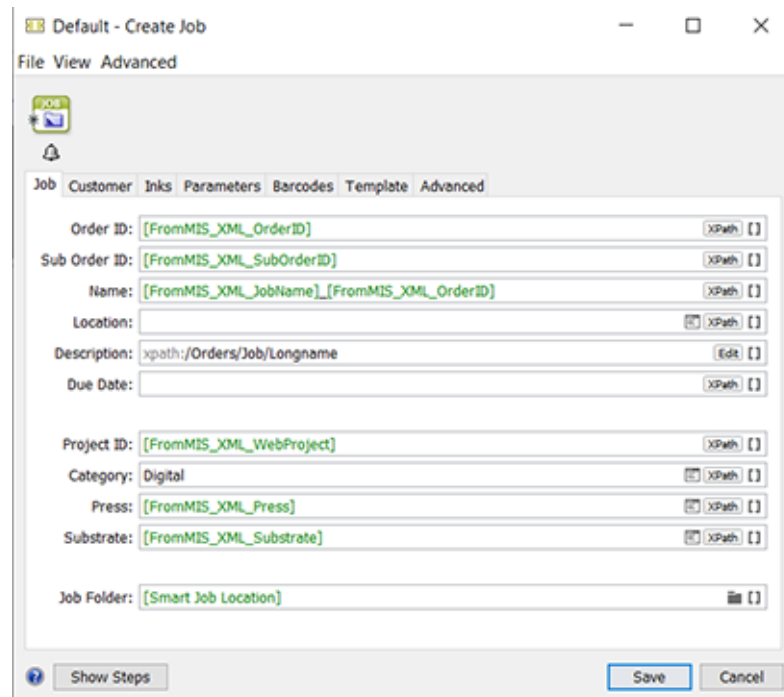 Default - Create Job
File View Advanced
JOB
Job Customer Inks Parameters Barcodes Template Advanced
Order ID: [FromMIS_XML_OrderID] XPath []
Sub Order ID: [FromMIS_XML_SubOrderID] XPath []
Name: [FromMIS_XML_JobName]_[FromMIS_XML_OrderID] XPath []
Location: XPath []
Description: xpath:/Orders/Job/Longname Edit []
Due Date: XPath []
Project ID: [FromMIS_XML_WebProject] XPath []
Category: Digital XPath []
Press: [FromMIS_XML_Press] XPath []
Substrate: [FromMIS_XML_Substrate] XPath []
Job Folder: [Smart Job Location] []
? Show Steps Save Cancel